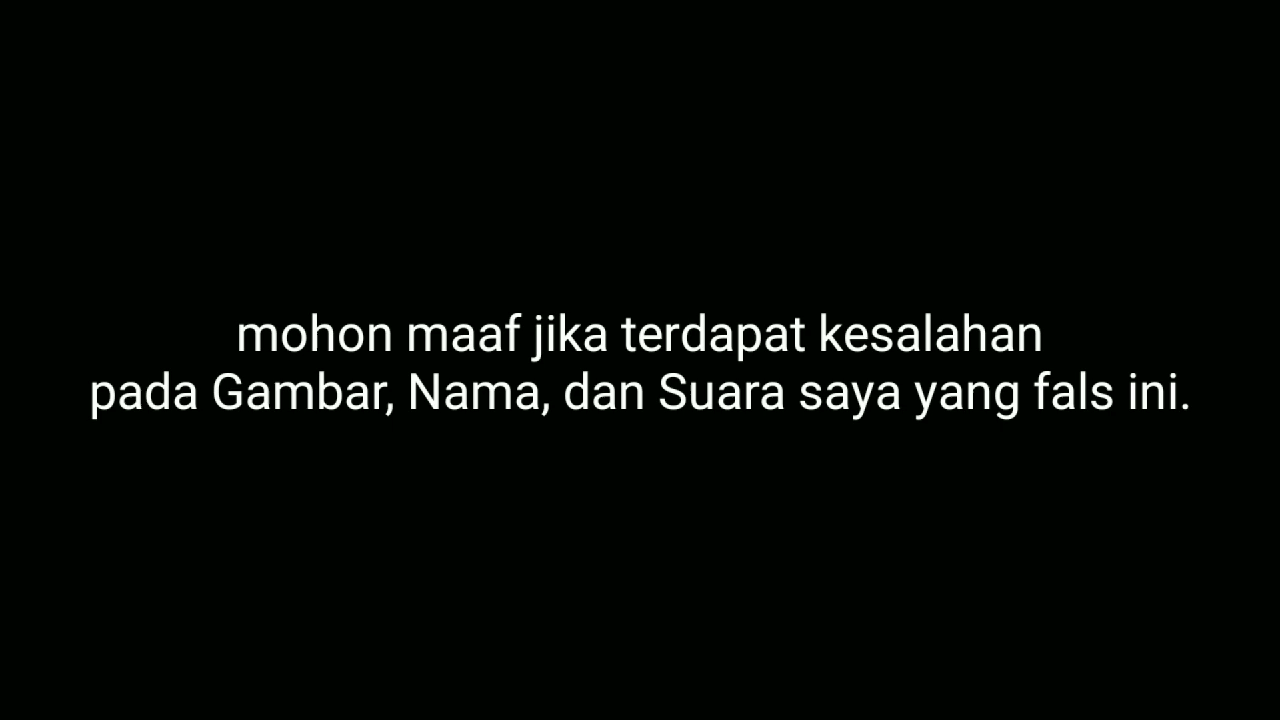 mohon maaf jika terdapat kesalahan
pada Gambar, Nama, dan Suara saya yang fals ini.